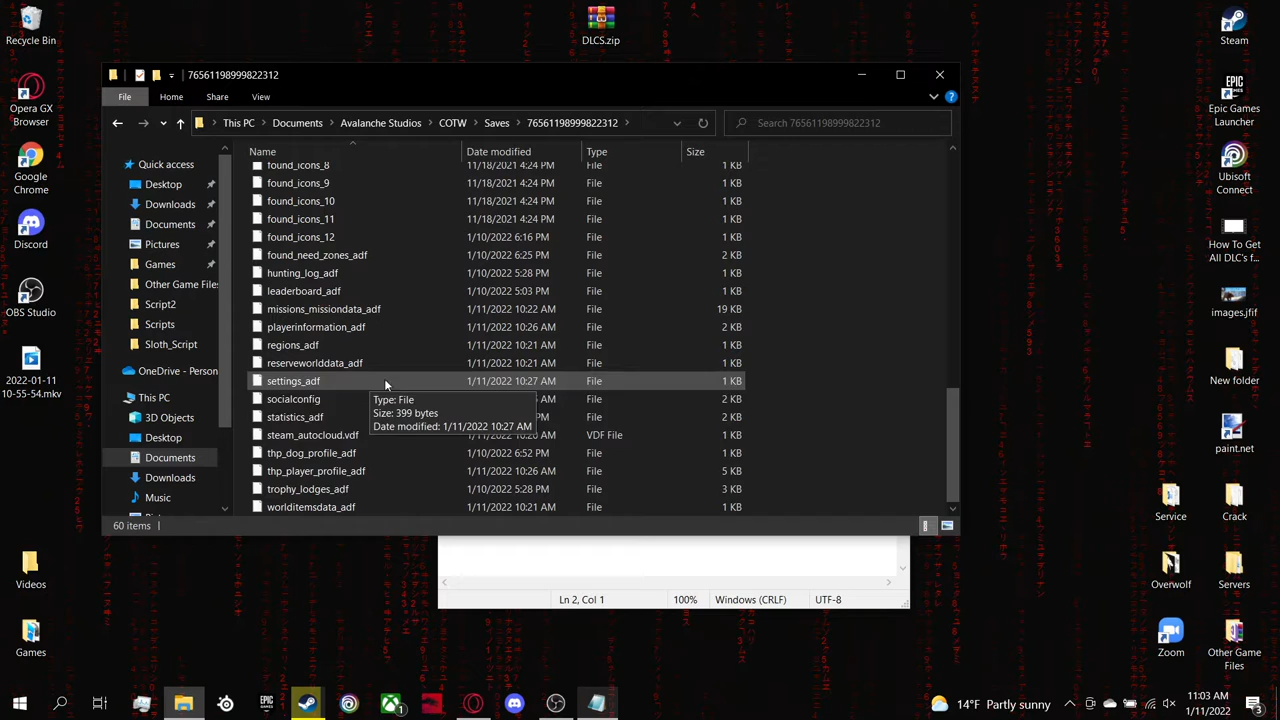 Recycle Bin
DLCS.zip
Steam
76561198999822312
File
Home
Share
View
Opera GX
Browser
Epic Games
Launcher
This PC
Documents
COTW
Saves
76561198999822312
Search 76561198999822312
Name
Date modified
Type
Size
Quick access
found_icons_8
11/18/2021 4:24 PM
File
1 KB
Google
Chrome
Desktop
found_icons_9
11/18/2021 4:24 PM
File
1 KB
Ubisoft
Connect
Downloads
found_icons_10
11/18/2021 4:24 PM
File
1 KB
Documents
found_icons_11
11/18/2021 4:24 PM
File
1 KB
Discord
Pictures
found_icons_12
1/10/2022 6:16 PM
File
1 KB
How To Get
All DLC's f...
Games
found_need_zones_adf
1/10/2022 6:25 PM
File
2 KB
Other Game Files
hunting_log_adf
1/10/2022 5:28 PM
File
1 KB
leaderboard_adf
1/10/2022 5:03 PM
File
1 KB
OBS Studio
Script2
missions_missiondata_adf
1/11/2022 10:22 AM
File
19 KB
images.jfif
Scripts
playerinformation_adf
1/11/2022 10:26 AM
File
2 KB
Sloth_Script
regions_adf
1/11/2022 10:21 AM
File
1 KB
OneDrive - Person
reserveworlddata_adf
1/11/2022 10:21 AM
File
1 KB
2022-01-11
10-55-54.mkv
New folder
settings_adf
1/11/2022 10:27 AM
File
1 KB
This PC
socialconfig
Type: File
File
2 KB
3D Objects
statistics_adf
Size: 399 bytes
PM
File
2 KB
Date modified: 1/11/2022 10:27 AM
Desktop
steam_autocloud.vdf
VDF File
1 KB
paint.net
Documents
thp_dog_profile_adf
1/10/2022 6:22 PM
File
1 KB
Downloads
thp_player_profile_adf
1/11/2022 10:26 AM
File
5 KB
Music
trophy_lodges_adf
1/10/2022 5:28 PM
File
3 KB
worlditemsdata_adf
1/11/2022 10:21 AM
File
1 KB
Service
Crack
60 items
Videos
Overwolf
Servers
Ln 2, Col 1
100%
Windows (CRLF)
UTF-8
Games
Zoom
Other Game
Files
EPIC
GAMES
1
14°F Partly sunny
11:03 AM
1/11/2022
3